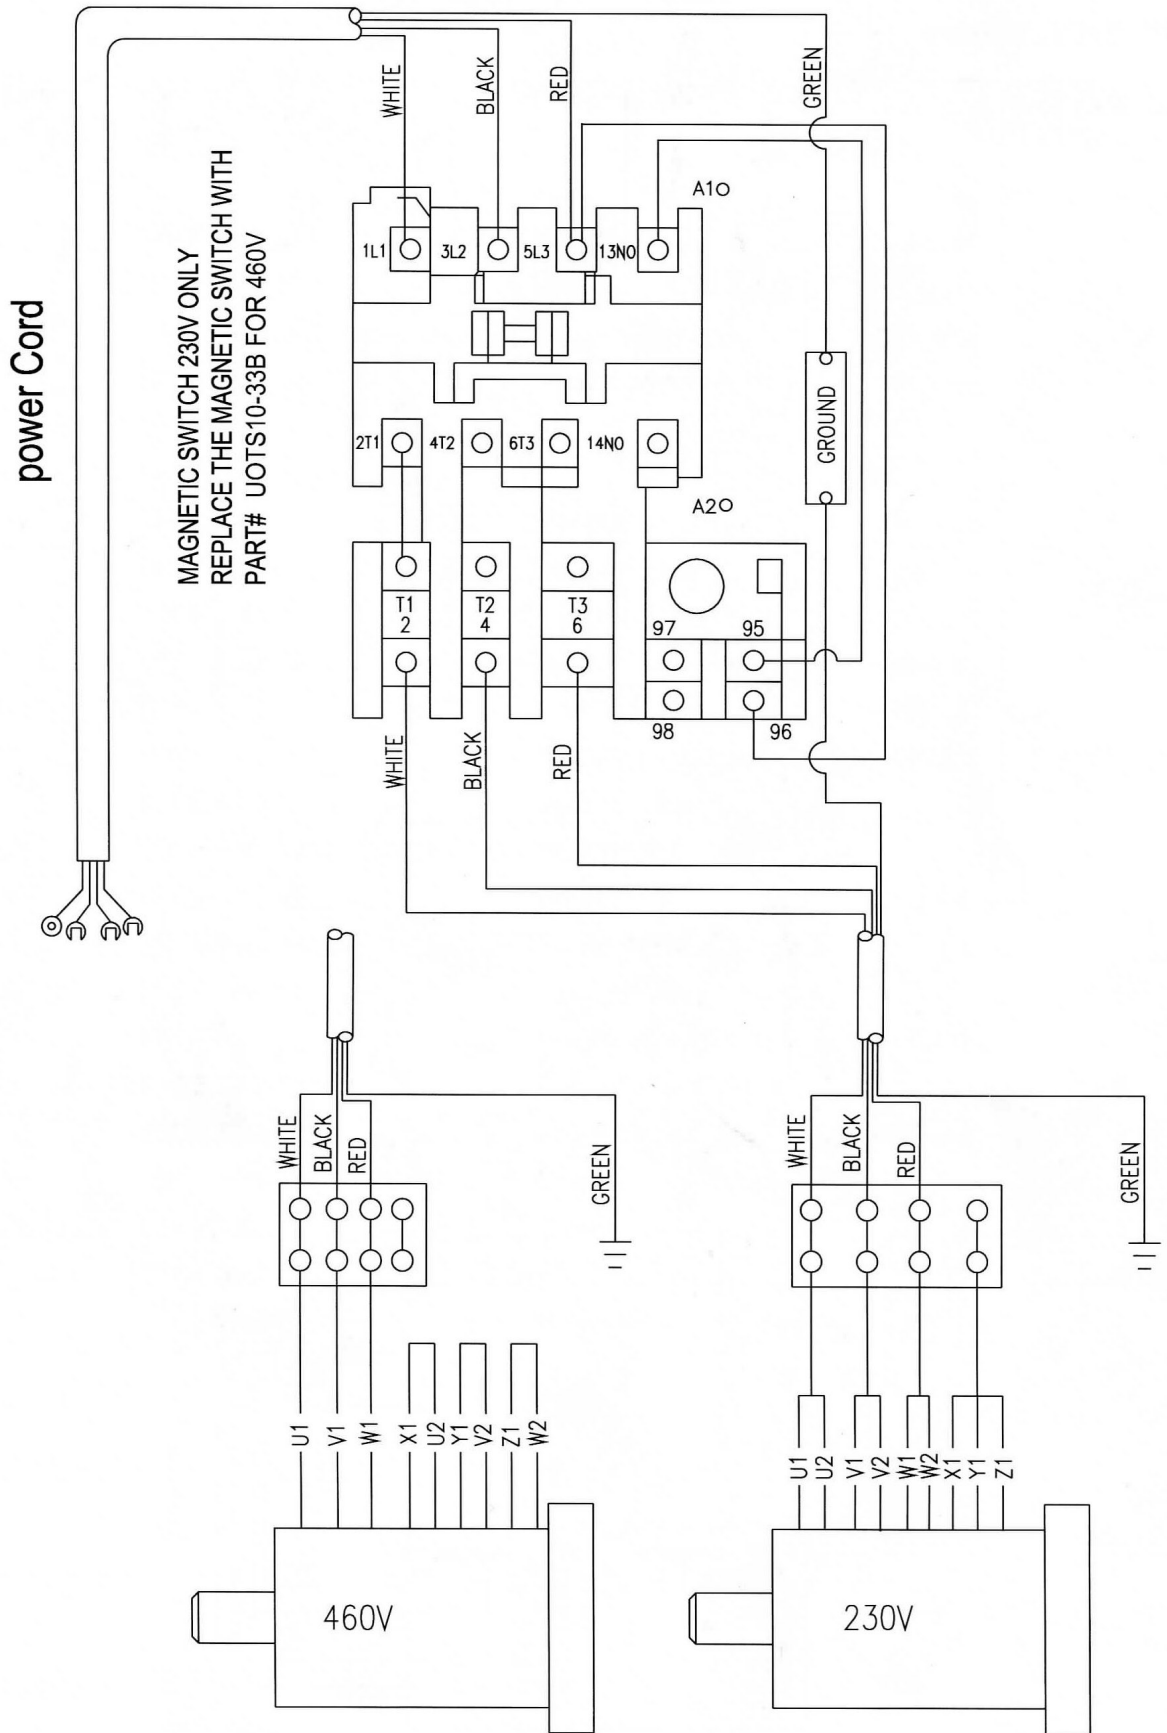 power Cord
MAGNETIC SWITCH 230V ONLY
REPLACE THE MAGNETIC SWITCH WITH
PART# UOTS10-33B FOR 460V
WHITE
BLACK
RED
GREEN
A1
1L1
3L2
5L3
13NO
2T1
4T2
6T3
14NO
A2
GROUND
T1
2
T2
4
T3
6
97
95
98
96
WHITE
BLACK
RED
WHITE
BLACK
RED
GREEN
U1
V1
W1
X1
U2
Y1
V2
Z1
W2
460V
WHITE
BLACK
RED
GREEN
U1
U2
V1
V2
W1
W2
X1
Y1
Z1
230V